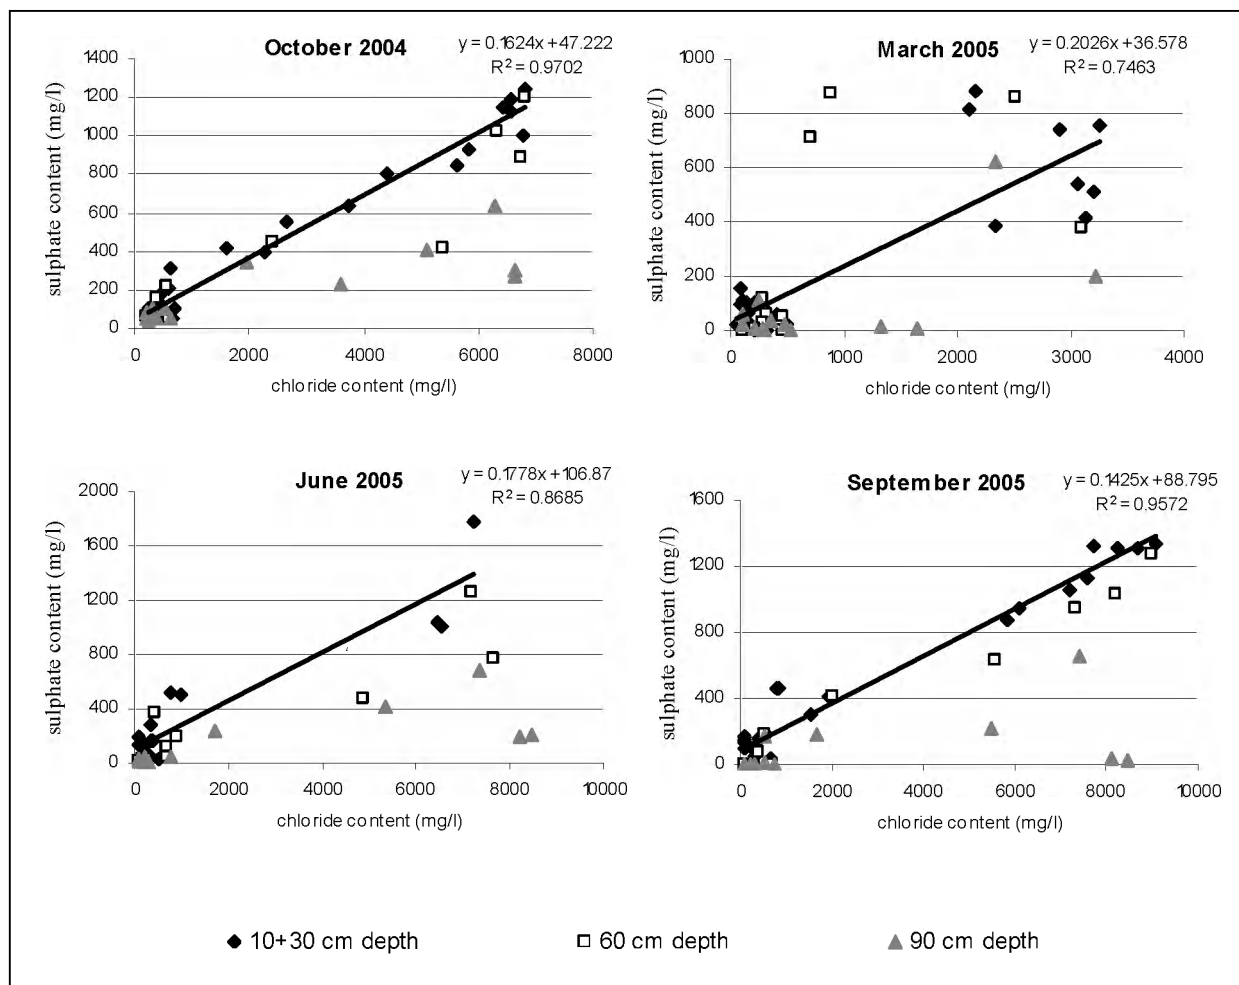 October 2004
y = 0.1624x + 47.222
R² = 0.9702
1400
1200
1000
800
600
400
200
0
0 2000 4000 6000 8000
sulphate content (mg/l)
chloride content (mg/l)
March 2005
y = 0.2026x + 36.578
R² = 0.7463
1000
800
600
400
200
0
0 1000 2000 3000 4000
sulphate content (mg/l)
chloride content (mg/l)
June 2005
y = 0.1778x + 106.87
R² = 0.8685
2000
1600
1200
800
400
0
0 2000 4000 6000 8000 10000
sulphate content (mg/l)
chloride content (mg/l)
September 2005
y = 0.1425x + 88.795
R² = 0.9572
1600
1200
800
400
0
0 2000 4000 6000 8000 10000
sulphate content (mg/l)
chloride content (mg/l)
10+30 cm depth
60 cm depth
90 cm depth